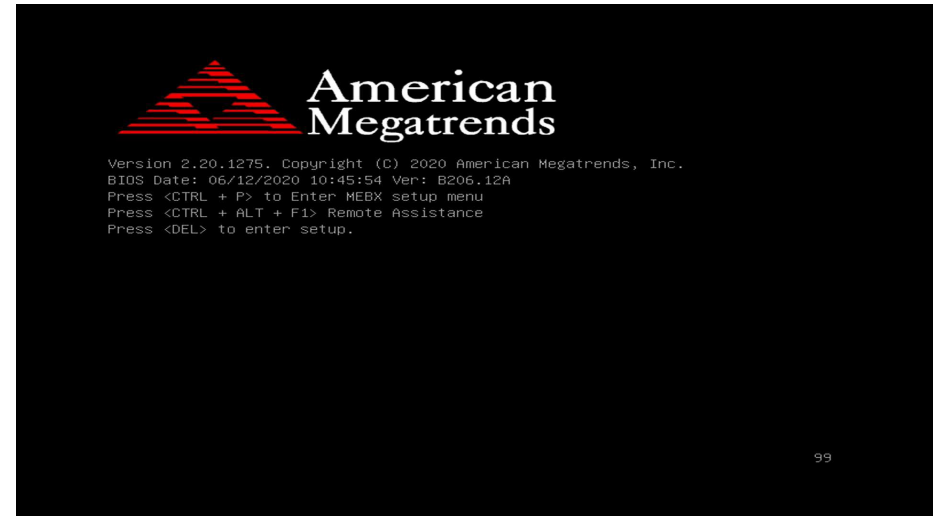 American
Megatrends
Version 2.20.1275. Copyright (C) 2020 American Megatrends, Inc.
BIOS Date: 06/12/2020 10:45:54 Ver: B206.12A
Press <CTRL + P> to Enter MEBX setup menu
Press <CTRL + ALT + F1> Remote Assistance
Press <DEL> to enter setup.
99